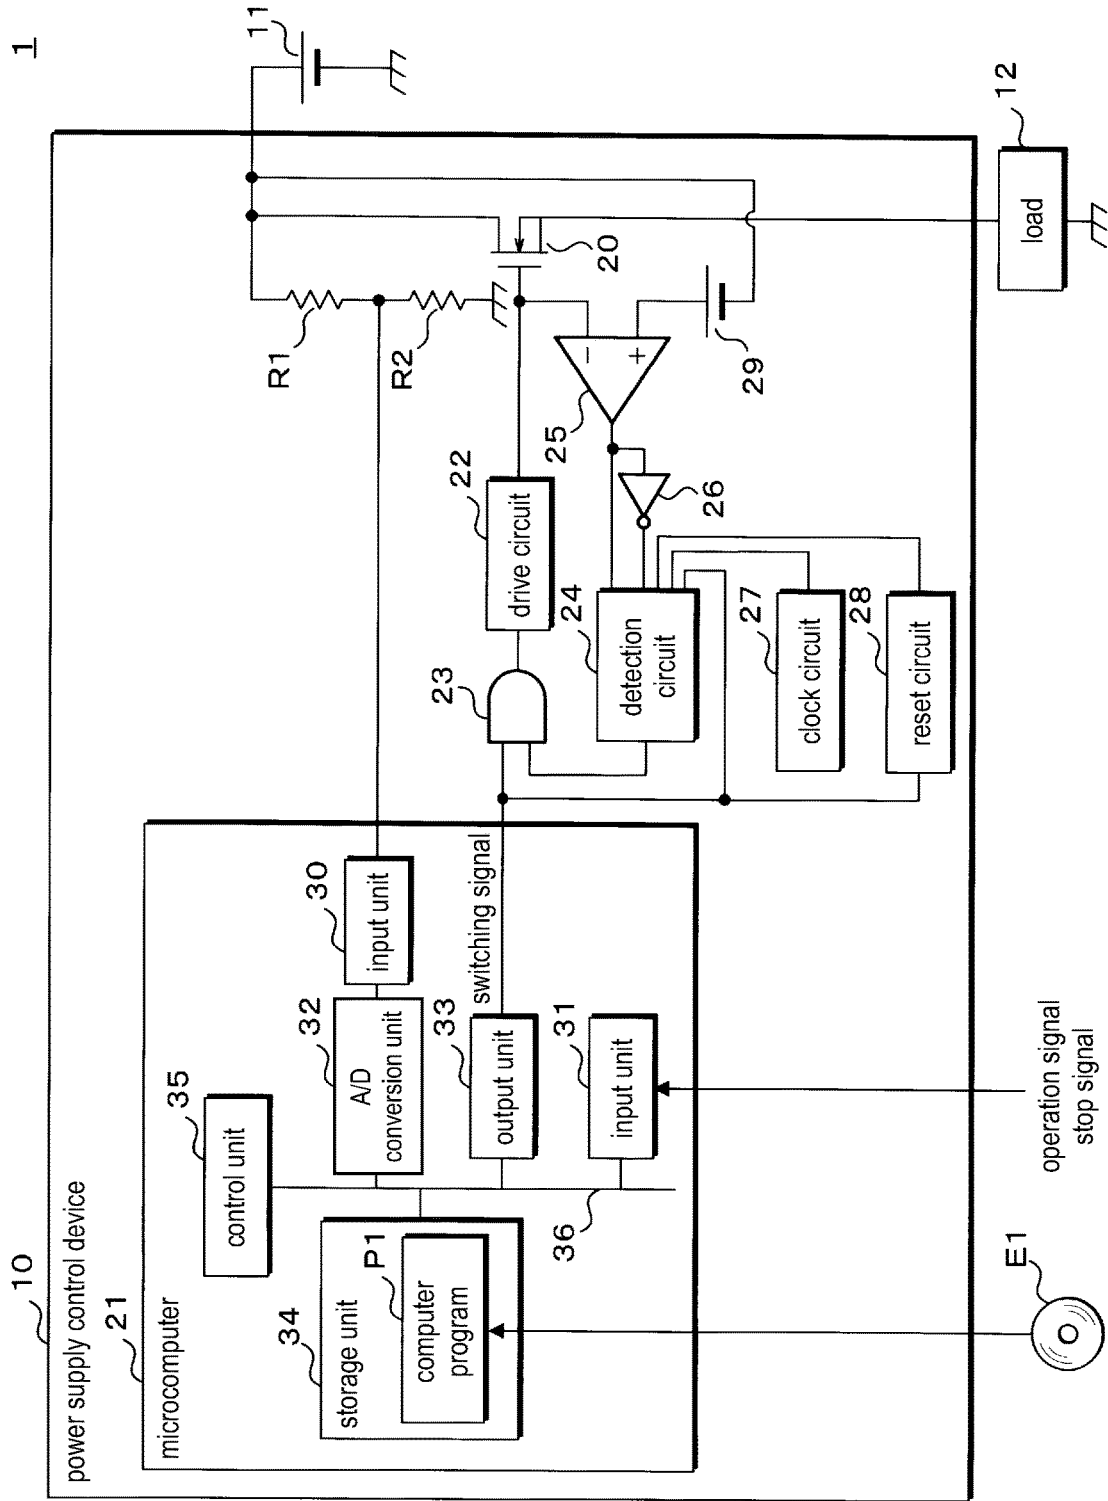 1
10
power supply control device
11
21
microcomputer
35
control unit
32
A/D
conversion unit
30
input unit
R1
R2
20
34
storage unit
P1
computer
program
33
output unit
switching signal
23
22
drive circuit
25
−
+
29
26
24
detection
circuit
31
input unit
36
27
clock circuit
28
reset circuit
12
load
E1
operation signal
stop signal